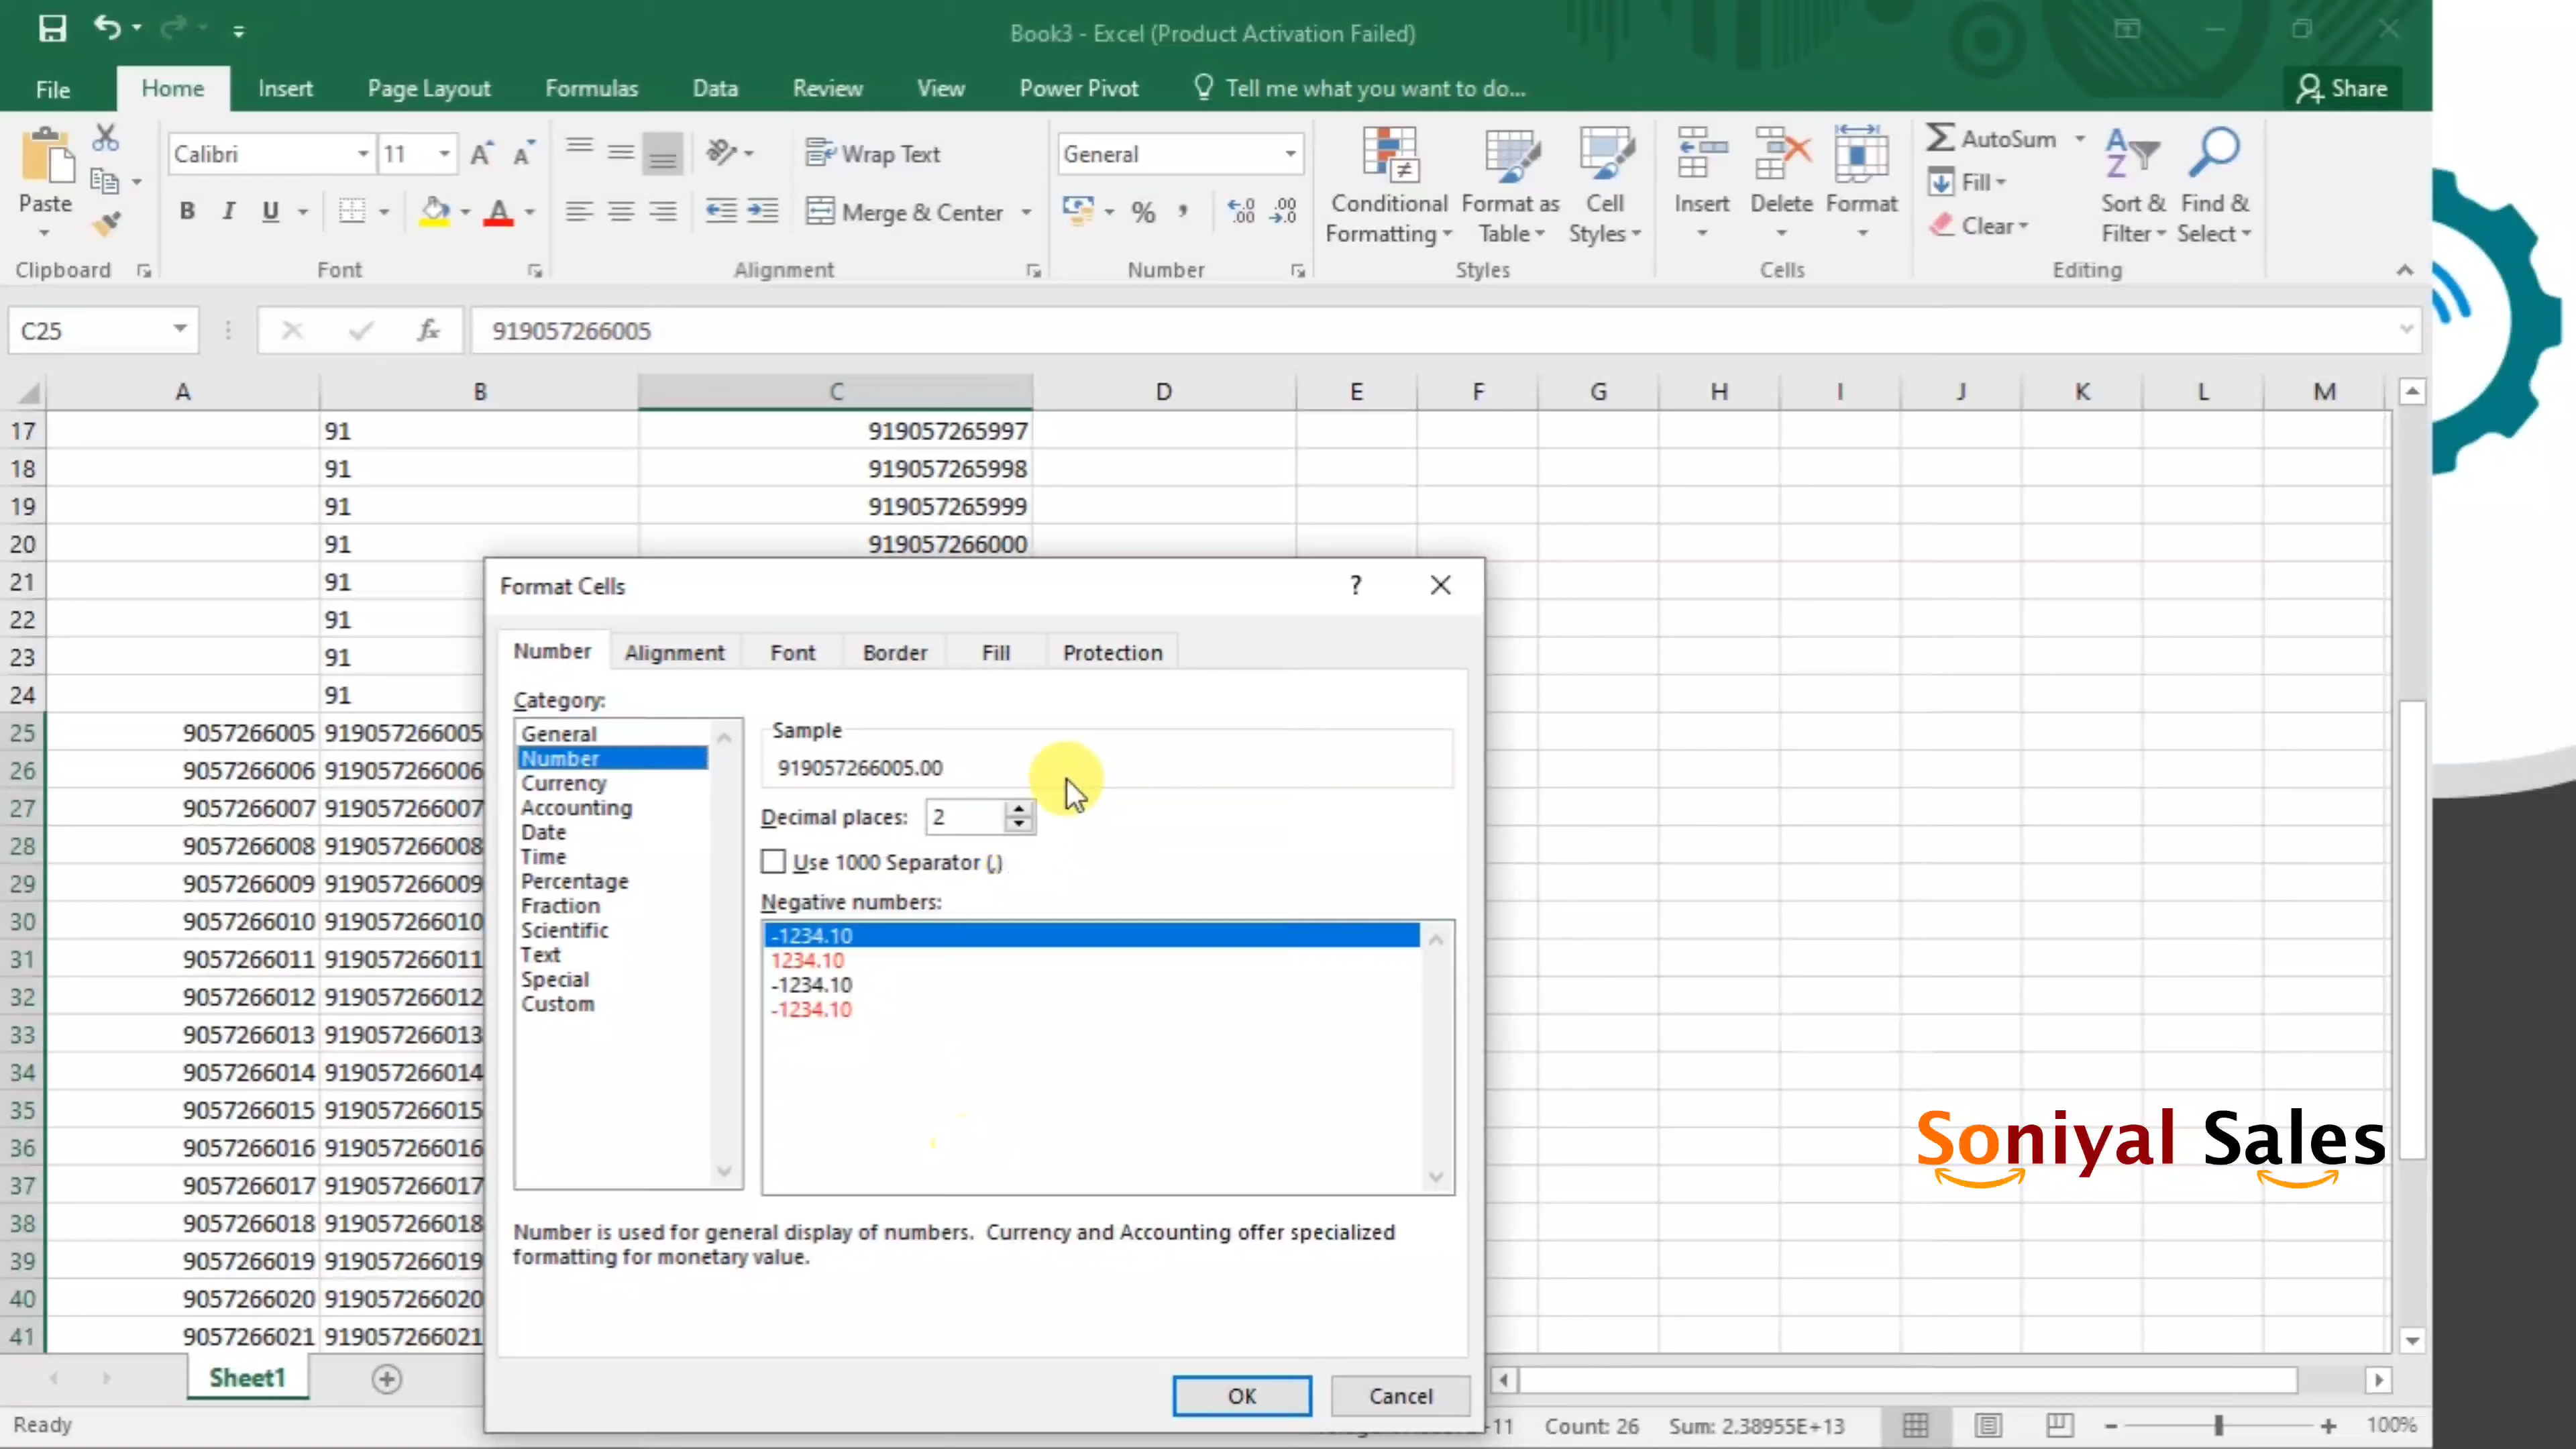 Book3 - Excel (Product Activation Failed)
File Home Insert Page Layout Formulas Data Review View Power Pivot Tell me what you want to do... Share
Paste
Calibri 11
Wrap Text
Merge & Center
General
Conditional Formatting
Format as Table
Cell Styles
Insert Delete Format
AutoSum
Fill
Clear
Sort & Filter
Find & Select
Clipboard Font Alignment Number Styles Cells Editing
C25 fx 919057266005
A B C D E F G H I J K L M
17 91 919057265997
18 91 919057265998
19 91 919057265999
20 91 919057266000
21 91
22 91
23 91
24 91
25 9057266005 919057266005
26 9057266006 919057266006
27 9057266007 919057266007
28 9057266008 919057266008
29 9057266009 919057266009
30 9057266010 919057266010
31 9057266011 919057266011
32 9057266012 919057266012
33 9057266013 919057266013
34 9057266014 919057266014
35 9057266015 919057266015
36 9057266016 919057266016
37 9057266017 919057266017
38 9057266018 919057266018
39 9057266019 919057266019
40 9057266020 919057266020
41 9057266021 919057266021
Format Cells ?
Number Alignment Font Border Fill Protection
Category:
General
Number
Currency
Accounting
Date
Time
Percentage
Fraction
Scientific
Text
Special
Custom
Sample
919057266005.00
Decimal places: 2
Use 1000 Separator (,)
Negative numbers:
-1234.10
1234.10
-1234.10
-1234.10
Number is used for general display of numbers. Currency and Accounting offer specialized
formatting for monetary value.
OK Cancel
Soniyal Sales
Sheet1
Ready +11 Count: 26 Sum: 2.38955E+13 100%